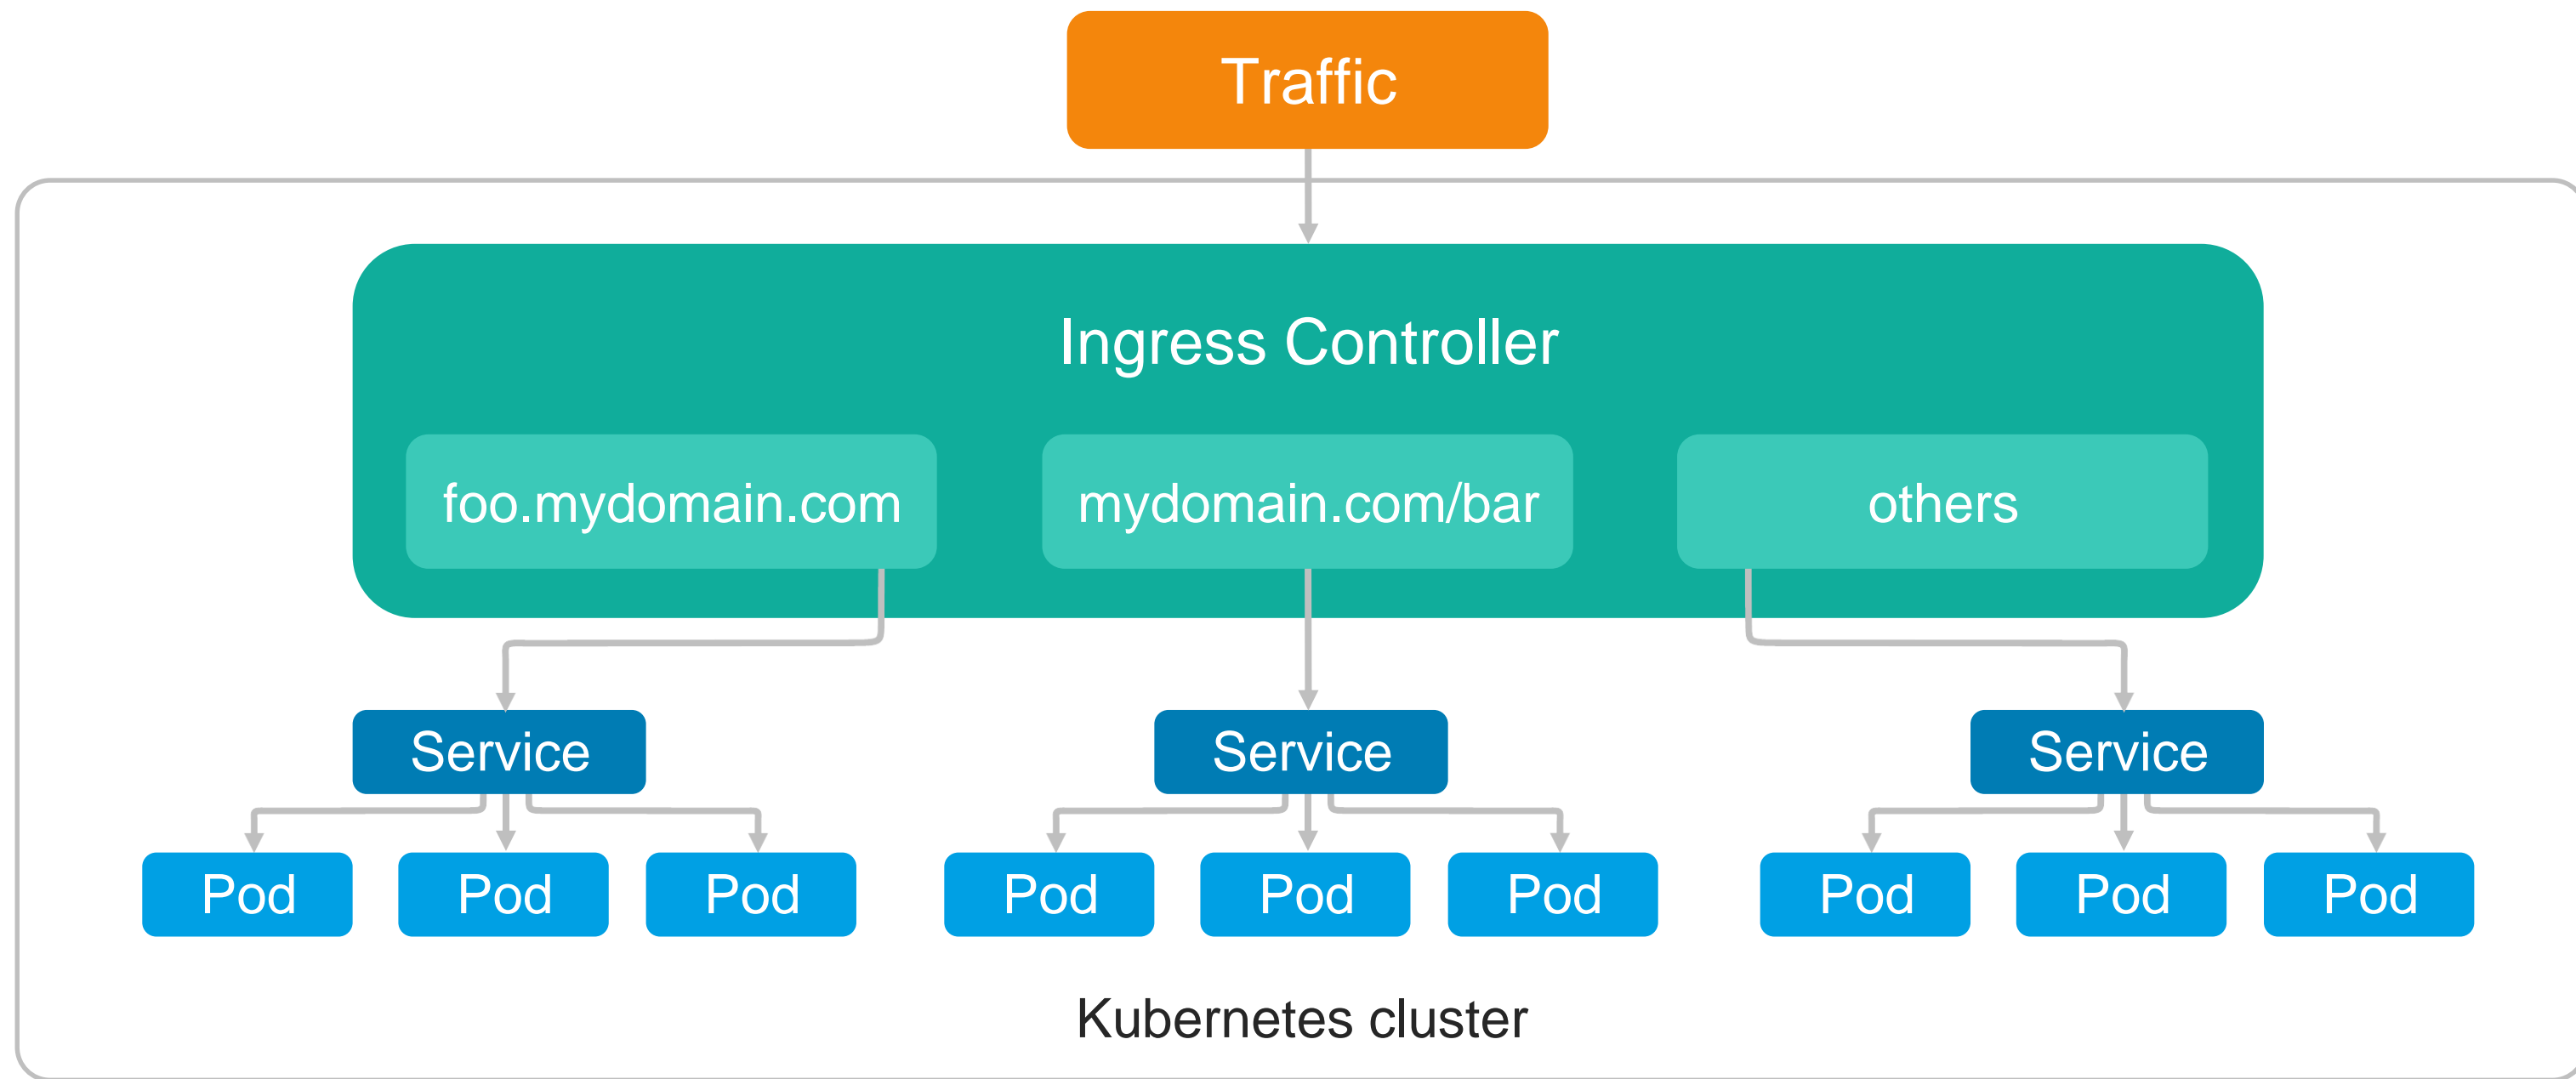 Traffic
Ingress Controller
foo.mydomain.com
mydomain.com/bar
others
Service
Service
Service
Pod
Pod
Pod
Pod
Pod
Pod
Pod
Pod
Pod
Kubernetes cluster